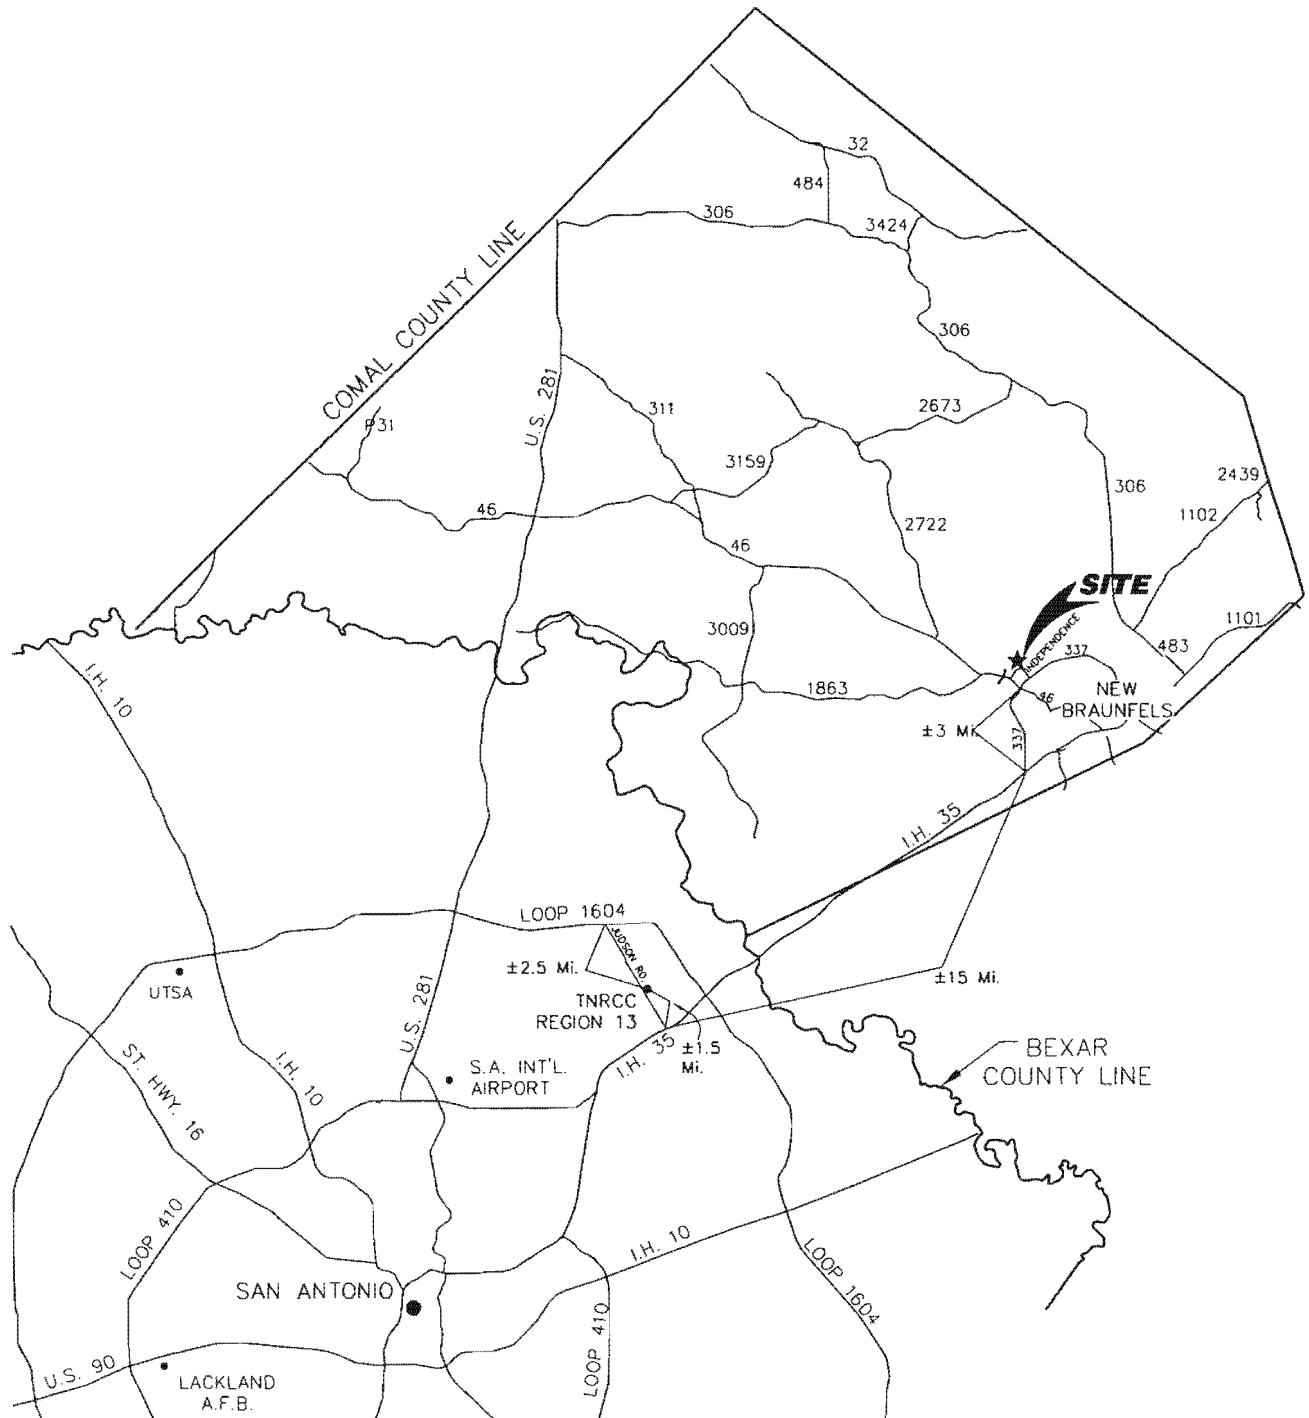 32
484
306
3424
COMAL COUNTY LINE
306
U.S. 281
311
2673
P31
3159
2439
306
46
1102
2722
46
SITE
3009
INDEPENDENCE
1101
337
483
I.H. 10
1863
46
NEW
BRAUNFELS
±3 Mi.
337
I.H. 35
LOOP 1604
JUDSON RD.
±2.5 Mi.
±15 Mi.
UTSA
U.S. 281
TNRCC
REGION 13
±1.5
Mi.
I.H. 35
BEXAR
COUNTY LINE
ST. HWY. 16
I.H. 10
S.A. INT'L.
AIRPORT
LOOP 410
I.H. 10
LOOP 1604
SAN ANTONIO
LOOP 410
U.S. 90
LACKLAND
A.F.B.